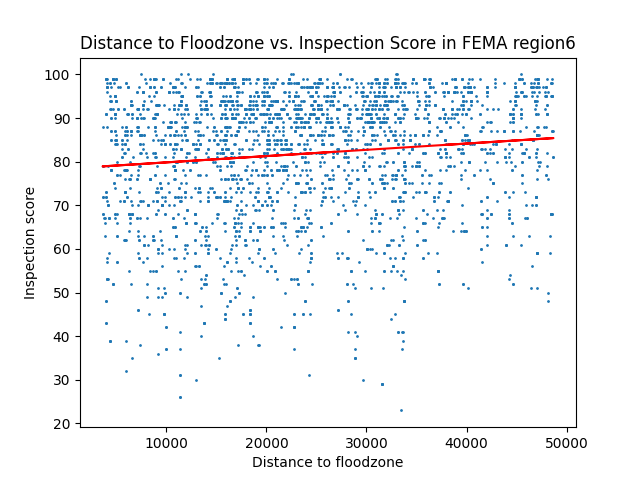 Distance to Floodzone vs. Inspection Score in FEMA region6
100
90
80
70
60
50
40
30
20
Inspection score
10000 20000 30000 40000 50000
Distance to floodzone